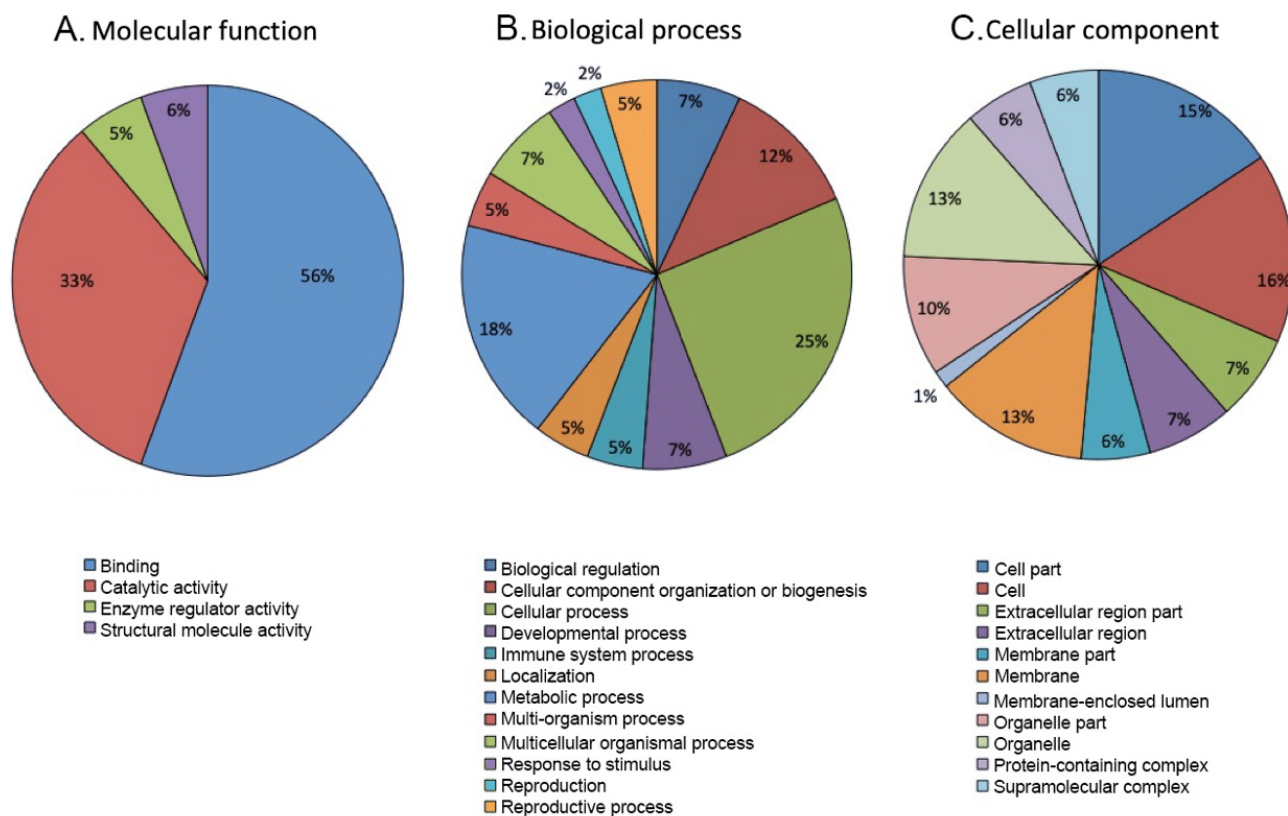 A. Molecular function
6%
5%
33%
56%
Binding
Catalytic activity
Enzyme regulator activity
Structural molecule activity
B. Biological process
2%
2%
5%
7%
7%
12%
5%
18%
25%
5%
5%
7%
Biological regulation
Cellular component organization or biogenesis
Cellular process
Developmental process
Immune system process
Localization
Metabolic process
Multi-organism process
Multicellular organismal process
Response to stimulus
Reproduction
Reproductive process
C. Cellular component
6%
15%
6%
13%
16%
10%
7%
1%
13%
6%
7%
Cell part
Cell
Extracellular region part
Extracellular region
Membrane part
Membrane
Membrane-enclosed lumen
Organelle part
Organelle
Protein-containing complex
Supramolecular complex